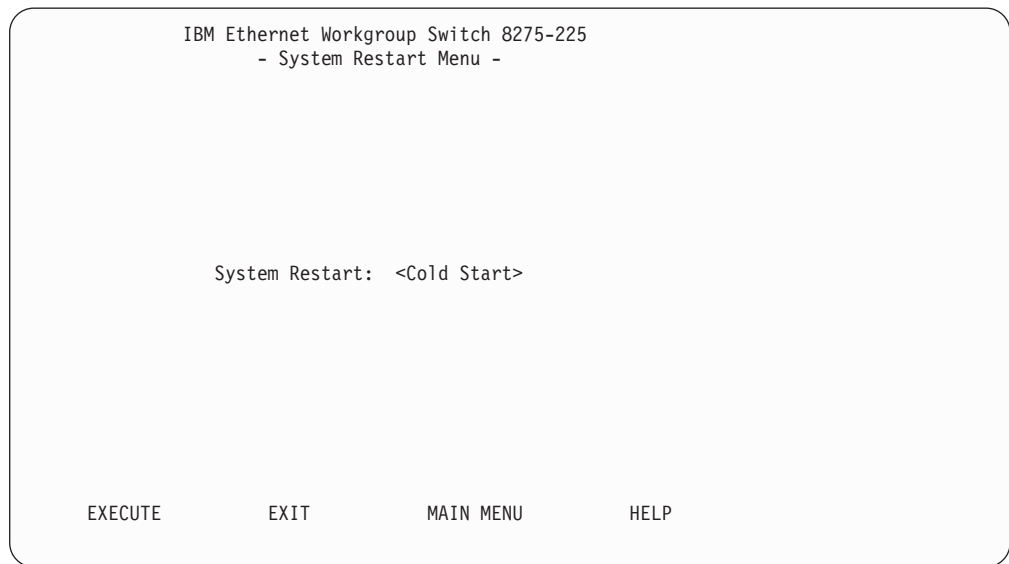 IBM Ethernet Workgroup Switch 8275-225
- System Restart Menu -
System Restart: <Cold Start>
EXECUTE EXIT MAIN MENU HELP